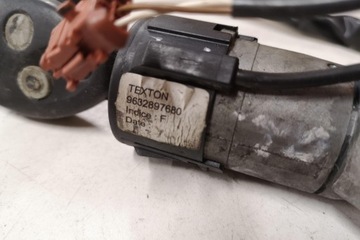 TEXTON
9632897680
Indice : F
Date